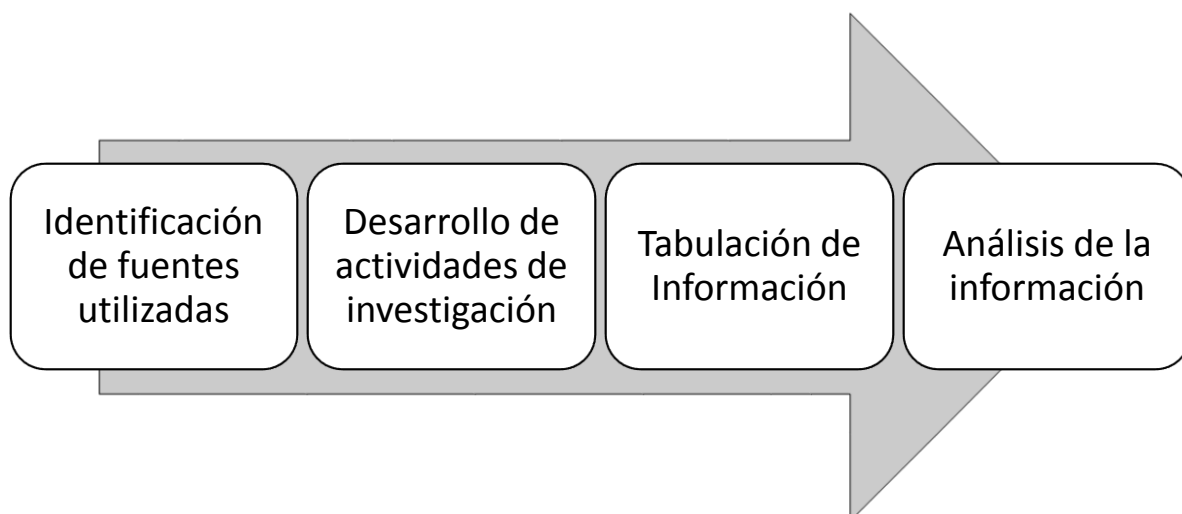 Identificación
de fuentes
utilizadas
Desarrollo de
actividades de
investigación
Tabulación de
Información
Análisis de la
información